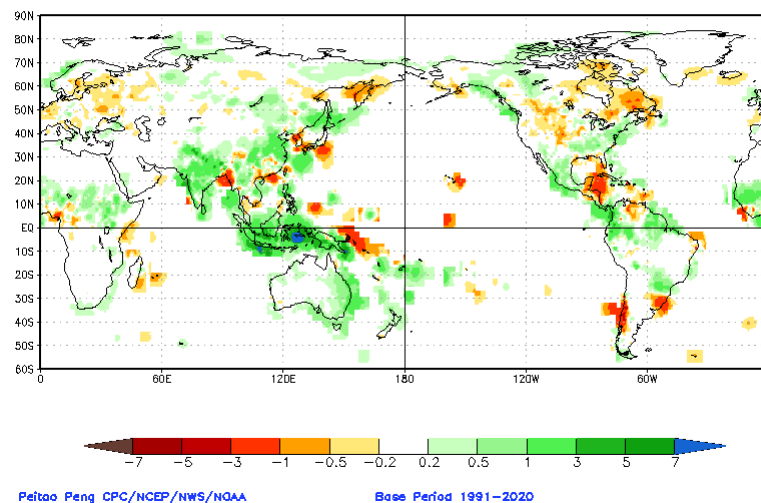 90N
80N
70N
60N
50N
40N
30N
20N
10N
EQ
10S
20S
30S
40S
50S
60S
0 60E 120E 180 120W 60W
-7 -5 -3 -1 -0.5 -0.2 0.2 0.5 1 3 5 7
Peitao Peng CPC/NCEP/NWS/NOAA Base Period 1991-2020